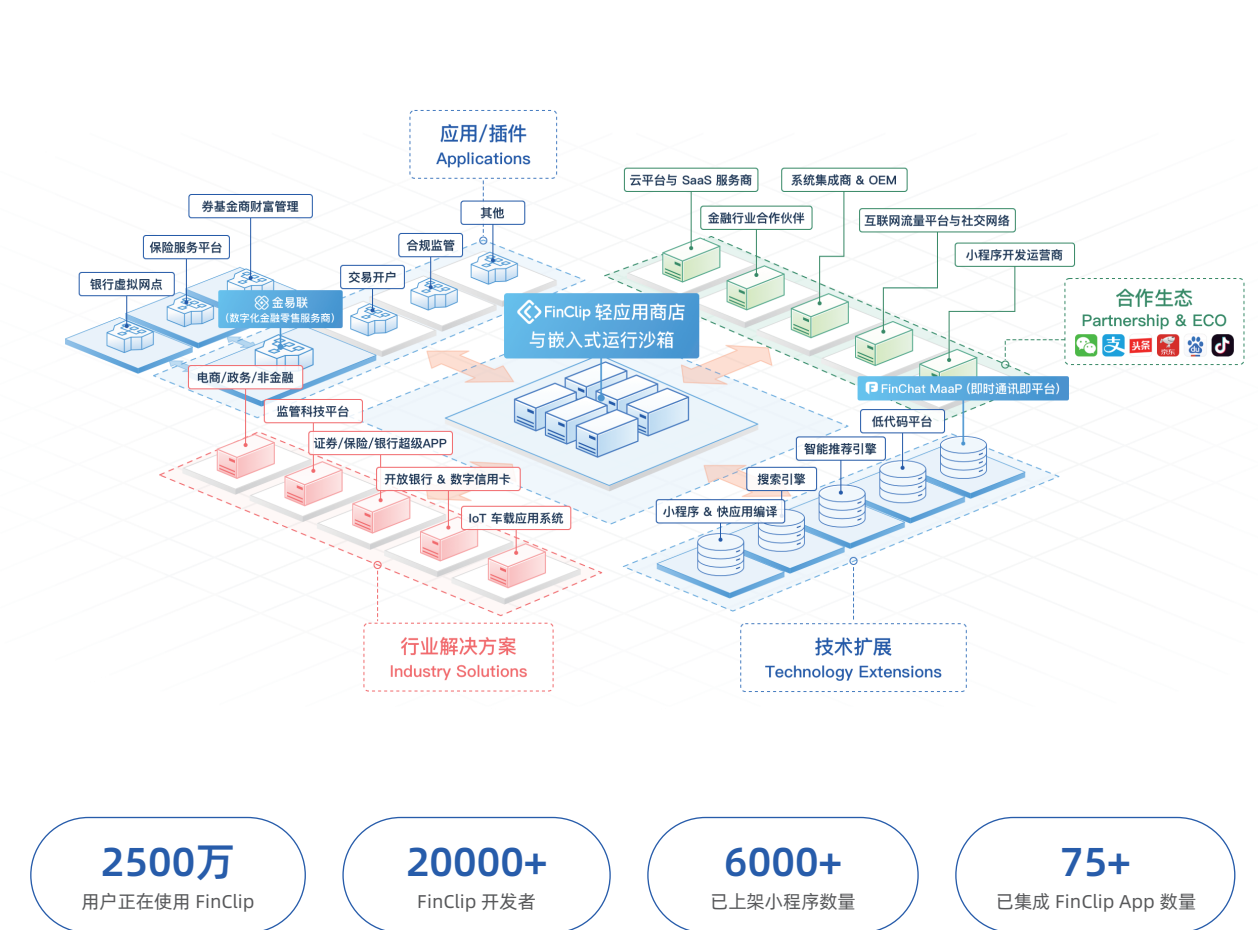 应用/插件
Applications
券基金商财富管理
保险服务平台
银行虚拟网点
其他
合规监管
交易开户
金易联
(数字化金融零售服务商)
云平台与 SaaS 服务商
系统集成商 & OEM
金融行业合作伙伴
互联网流量平台与社交网络
小程序开发运营商
合作生态
Partnership & ECO
支
头条
京东
du
FinClip 轻应用商店
与嵌入式运行沙箱
电商/政务/非金融
监管科技平台
证券/保险/银行超级APP
开放银行 & 数字信用卡
IoT 车载应用系统
FinChat MaaP (即时通讯即平台)
低代码平台
智能推荐引擎
搜索引擎
小程序 & 快应用编译
行业解决方案
Industry Solutions
技术扩展
Technology Extensions
2500万
用户正在使用 FinClip
20000+
FinClip 开发者
6000+
已上架小程序数量
75+
已集成 FinClip App 数量